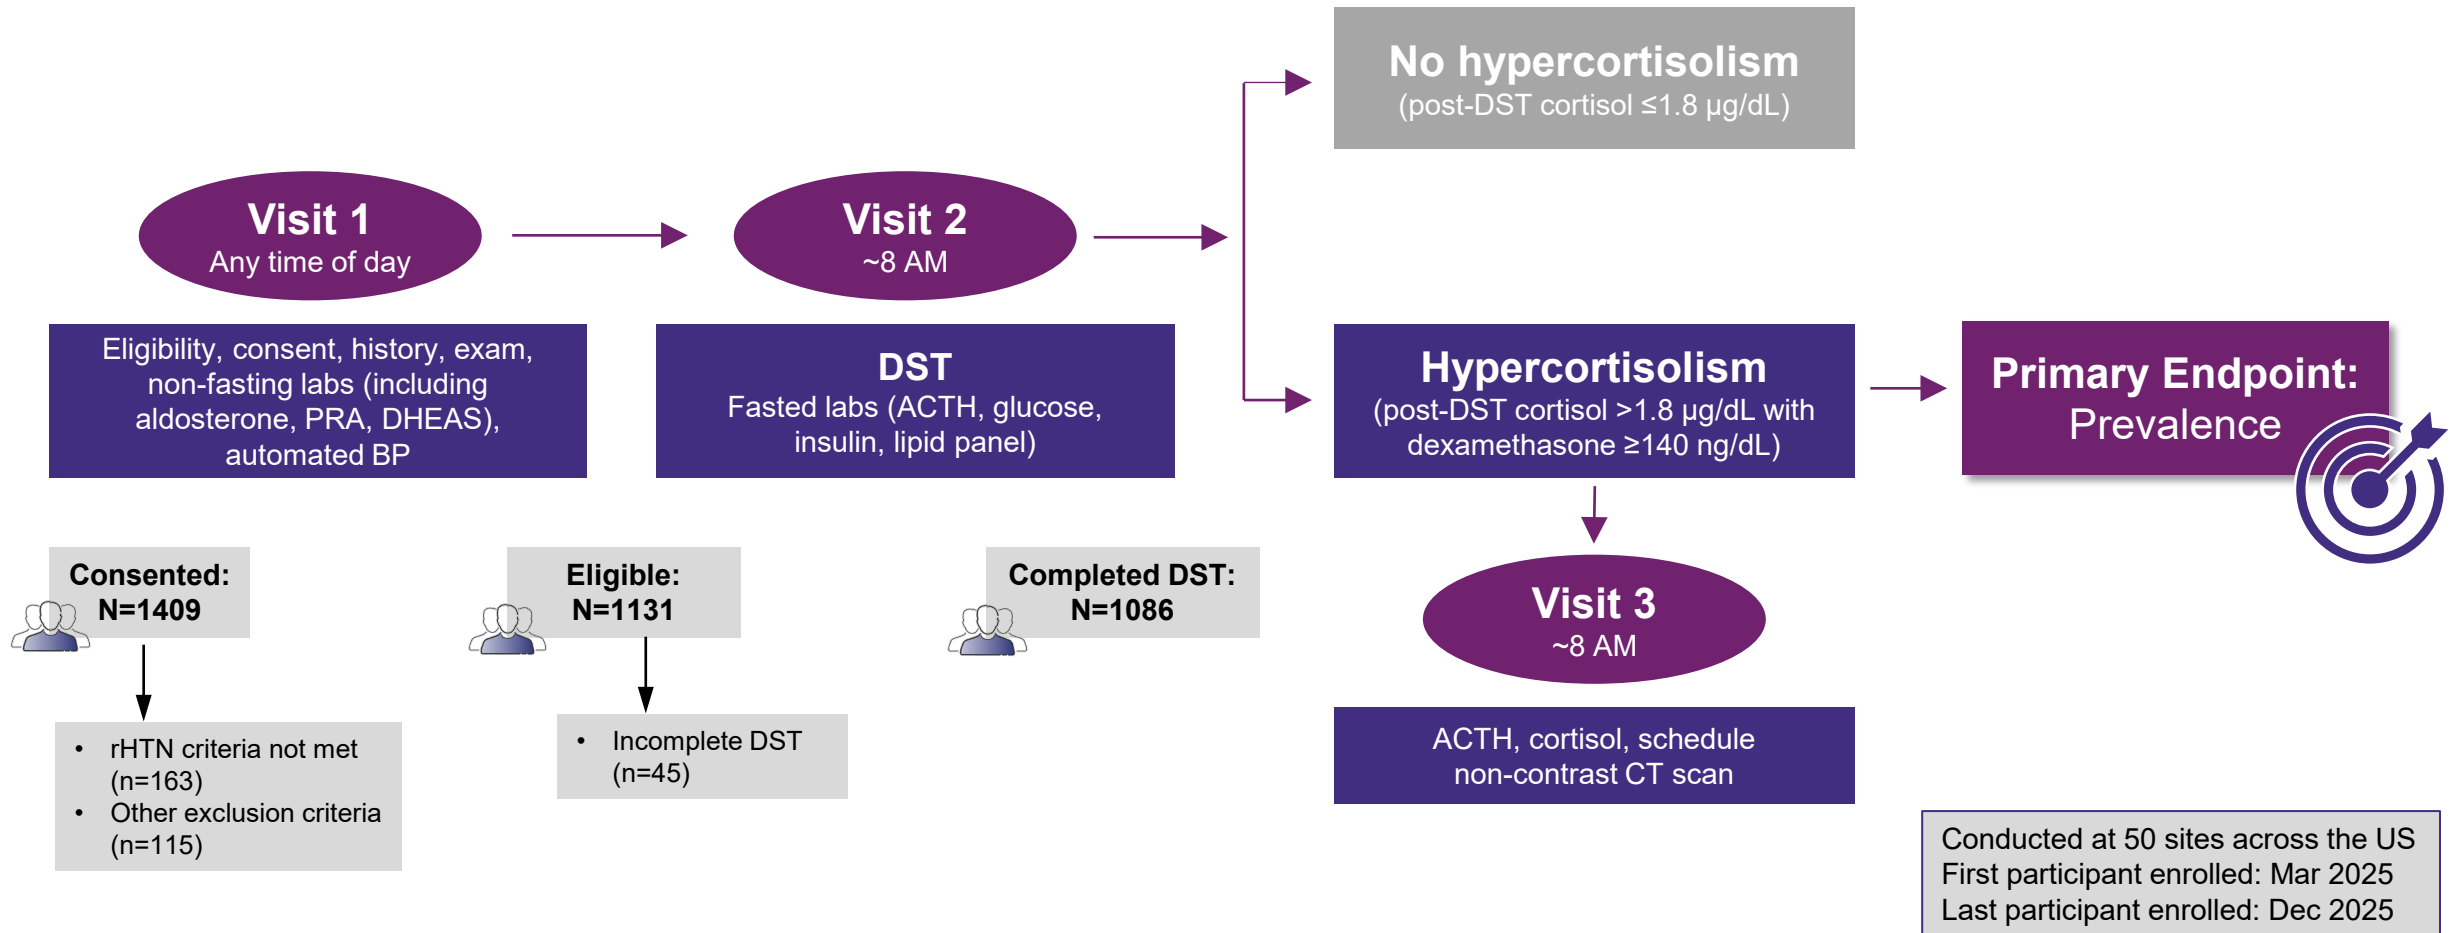 No hypercortisolism
(post-DST cortisol ≤1.8 µg/dL)
Visit 1
Any time of day
Visit 2
~8 AM
Eligibility, consent, history, exam,
non-fasting labs (including
aldosterone, PRA, DHEAS),
automated BP
DST
Fasted labs (ACTH, glucose,
insulin, lipid panel)
Hypercortisolism
(post-DST cortisol >1.8 µg/dL with
dexamethasone ≥140 ng/dL)
Primary Endpoint:
Prevalence
Consented:
N=1409
Eligible:
N=1131
Completed DST:
N=1086
Visit 3
~8 AM
• rHTN criteria not met
(n=163)
• Other exclusion criteria
(n=115)
• Incomplete DST
(n=45)
ACTH, cortisol, schedule
non-contrast CT scan
Conducted at 50 sites across the US
First participant enrolled: Mar 2025
Last participant enrolled: Dec 2025